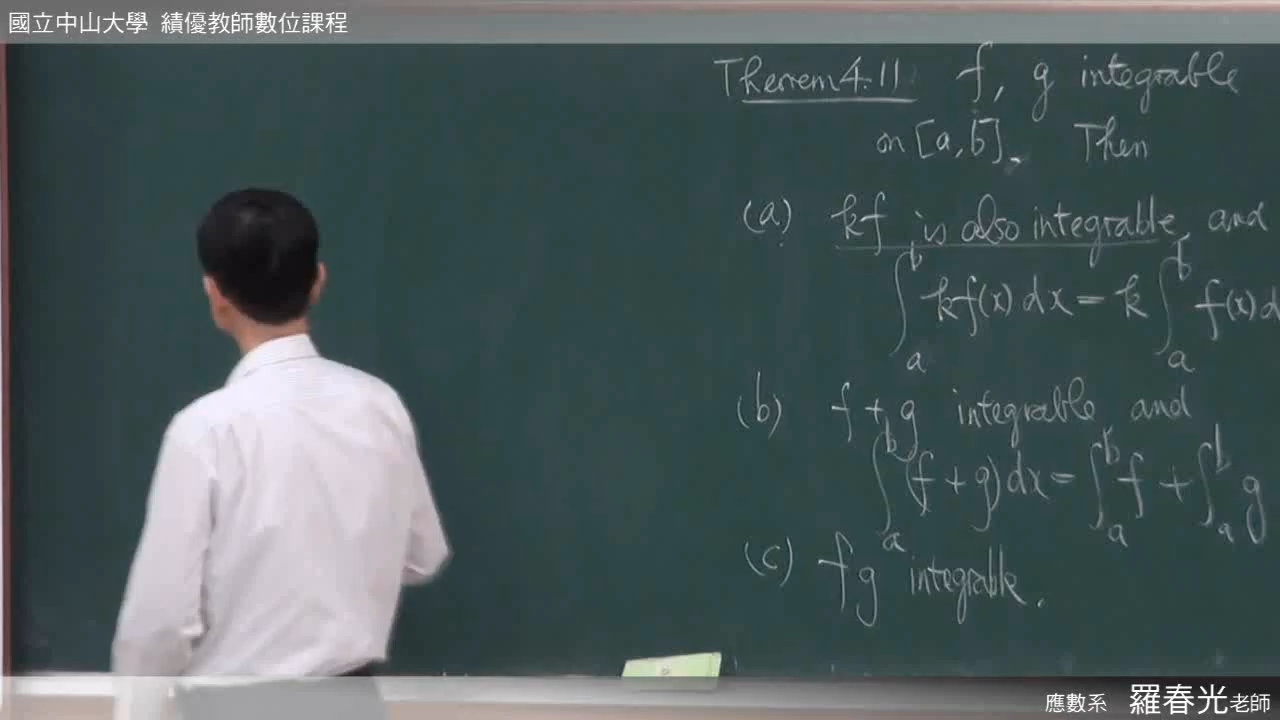 國立中山大學 績優教師數位課程
Theorem 4.11 f, g integrable
on [a, b]. Then
(a) kf is also integrable, and
∫_a^b kf(x) dx = k ∫_a^b f(x) d
(b) f + g integrable and
∫_a^b (f + g) dx = ∫_a^b f + ∫_a^b g
(c) fg integrable.
應數系 羅春光老師